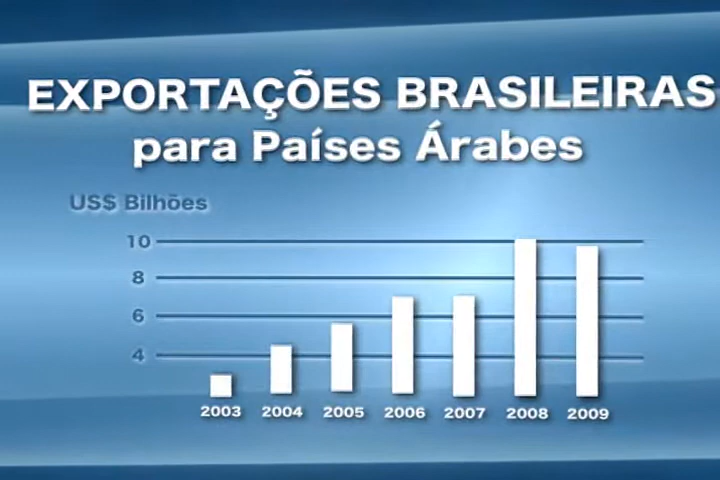 EXPORTAÇÕES BRASILEIRAS
para Países Árabes
US$ Bilhões
10
8
6
4
2003 2004 2005 2006 2007 2008 2009